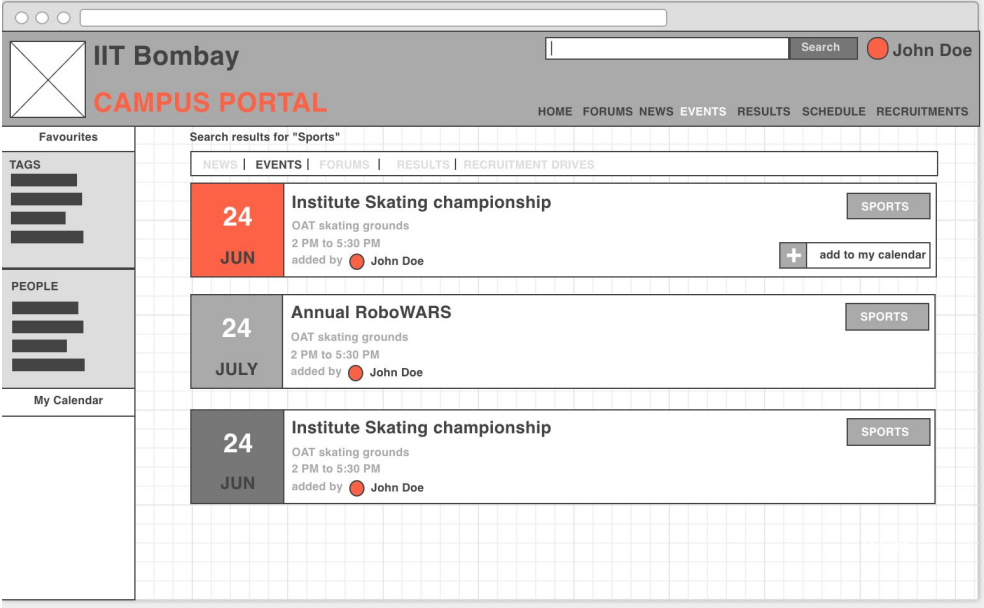 IIT Bombay
CAMPUS PORTAL
Search
John Doe
HOME FORUMS NEWS EVENTS RESULTS SCHEDULE RECRUITMENTS
Favourites
TAGS
PEOPLE
My Calendar
Search results for "Sports"
NEWS | EVENTS | FORUMS | RESULTS | RECRUITMENT DRIVES
24
JUN
Institute Skating championship
OAT skating grounds
2 PM to 5:30 PM
added by John Doe
SPORTS
+ add to my calendar
24
JULY
Annual RoboWARS
OAT skating grounds
2 PM to 5:30 PM
added by John Doe
SPORTS
24
JUN
Institute Skating championship
OAT skating grounds
2 PM to 5:30 PM
added by John Doe
SPORTS